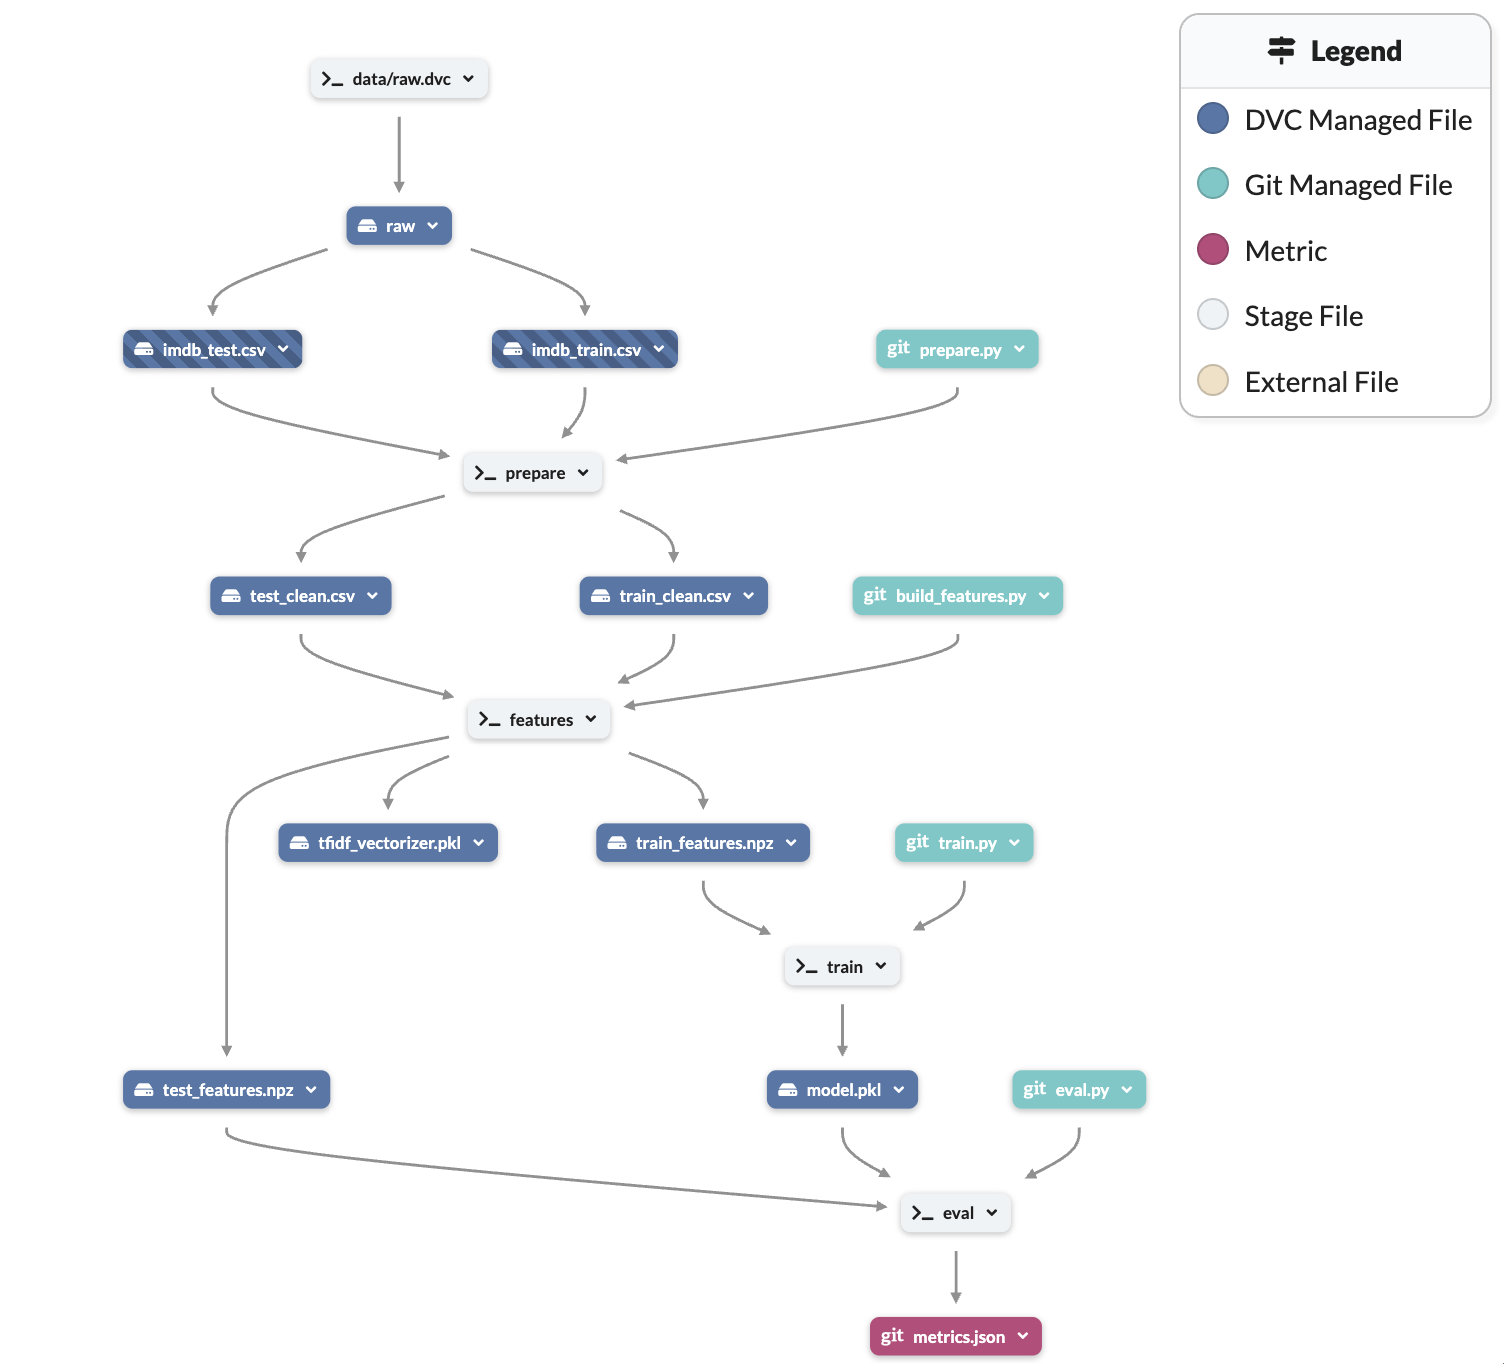 Legend
DVC Managed File
Git Managed File
Metric
Stage File
External File
data/raw.dvc
raw
imdb_test.csv
imdb_train.csv
git prepare.py
prepare
test_clean.csv
train_clean.csv
git build_features.py
features
tfidf_vectorizer.pkl
train_features.npz
git train.py
train
test_features.npz
model.pkl
git eval.py
eval
git metrics.json